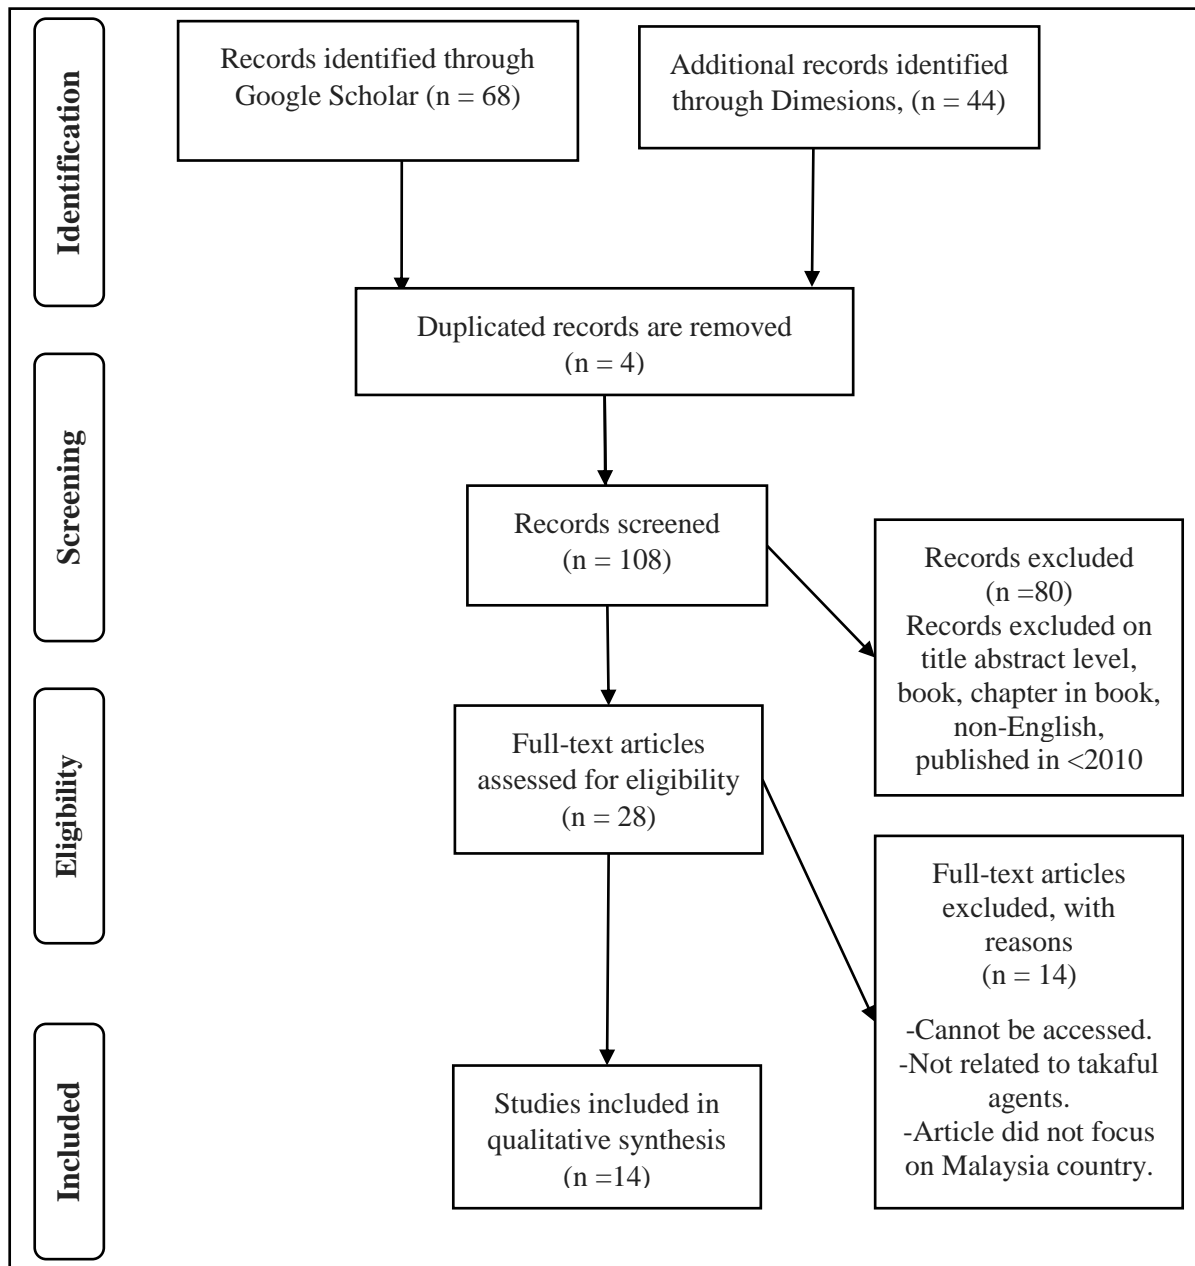 Identification
Records identified through
Google Scholar (n = 68)
Additional records identified
through Dimesions, (n = 44)
Duplicated records are removed
(n = 4)
Screening
Records screened
(n = 108)
Records excluded
(n =80)
Records excluded on
title abstract level,
book, chapter in book,
non-English,
published in <2010
Eligibility
Full-text articles
assessed for eligibility
(n = 28)
Full-text articles
excluded, with
reasons
(n = 14)
-Cannot be accessed.
-Not related to takaful
agents.
-Article did not focus
on Malaysia country.
Included
Studies included in
qualitative synthesis
(n =14)